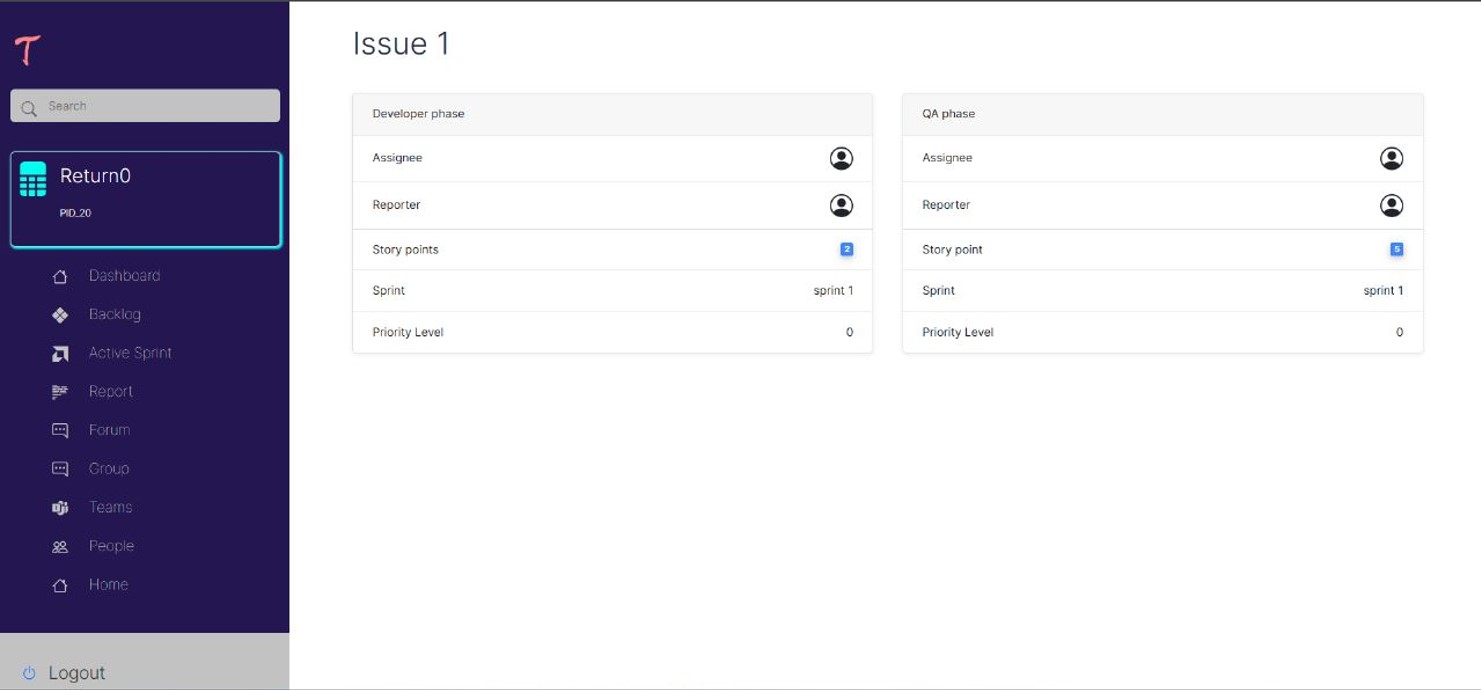 T
Search
Return0
PID_20
Dashboard
Backlog
Active Sprint
Report
Forum
Group
Teams
People
Home
Logout
Issue 1
Developer phase
Assignee
Reporter
Story points 2
Sprint sprint 1
Priority Level 0
QA phase
Assignee
Reporter
Story point 5
Sprint sprint 1
Priority Level 0